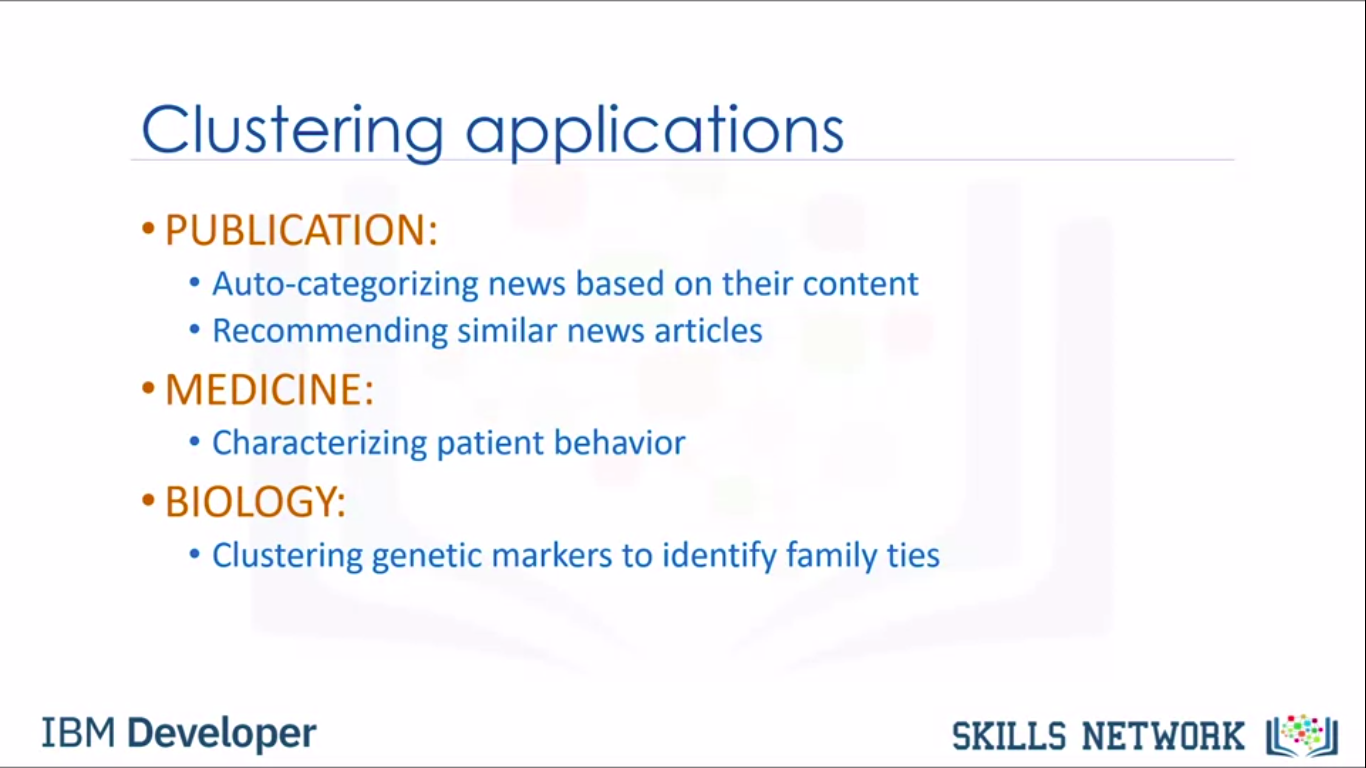 Clustering applications
• PUBLICATION:
• Auto-categorizing news based on their content
• Recommending similar news articles
• MEDICINE:
• Characterizing patient behavior
• BIOLOGY:
• Clustering genetic markers to identify family ties
IBM Developer
SKILLS NETWORK